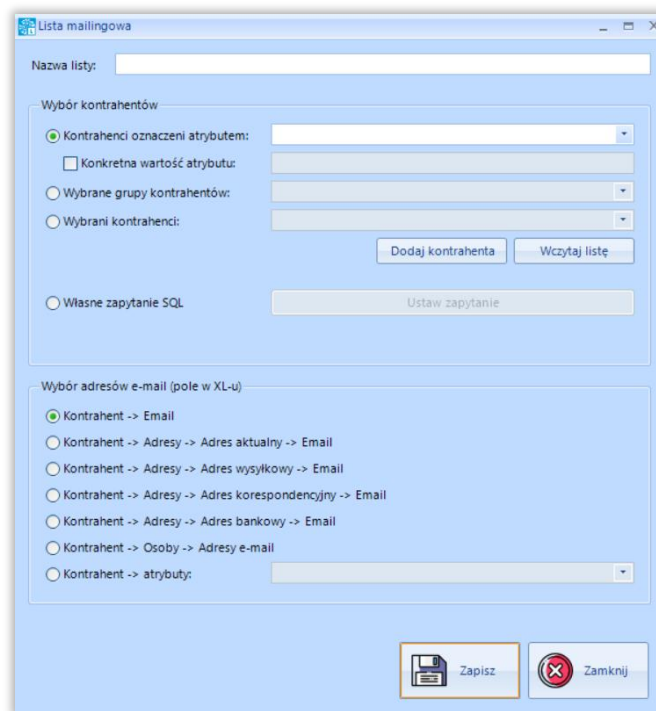 Lista mailingowa
Nazwa listy:
Wybór kontrahentów
Kontrahenci oznaczeni atrybutem:
Konkretna wartość atrybutu:
Wybrane grupy kontrahentów:
Wybrani kontrahenci:
Dodaj kontrahenta Wczytaj listę
Własne zapytanie SQL Ustaw zapytanie
Wybór adresów e-mail (pole w XL-u)
Kontrahent -> Email
Kontrahent -> Adresy -> Adres aktualny -> Email
Kontrahent -> Adresy -> Adres wysyłkowy -> Email
Kontrahent -> Adresy -> Adres korespondencyjny -> Email
Kontrahent -> Adresy -> Adres bankowy -> Email
Kontrahent -> Osoby -> Adresy e-mail
Kontrahent -> atrybuty:
Zapisz Zamknij